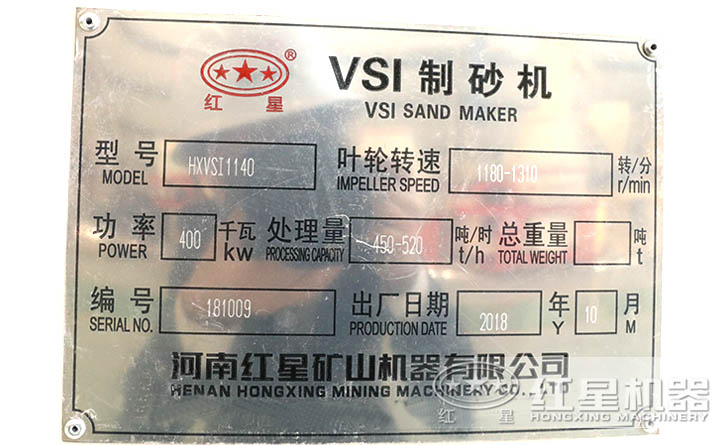 ® VSI 制砂机
红 星 VSI SAND MAKER
型号 HXVSI1140 叶轮转速 1180-1310 转/分
MODEL IMPELLER SPEED r/min
功率 400 千瓦 处理量 450-520 吨/时 总重量 吨
POWER kw PROCESSING CAPACITY t/h TOTAL WEIGHT t
编号 181009 出厂日期 2018 年 10 月
SERIAL NO. PRODUCTION DATE Y M
河南红星矿山机器有限公司
HENAN HONGXING MINING MACHINERY CO., LTD
红星机器
红 星 HONGXING MACHINERY